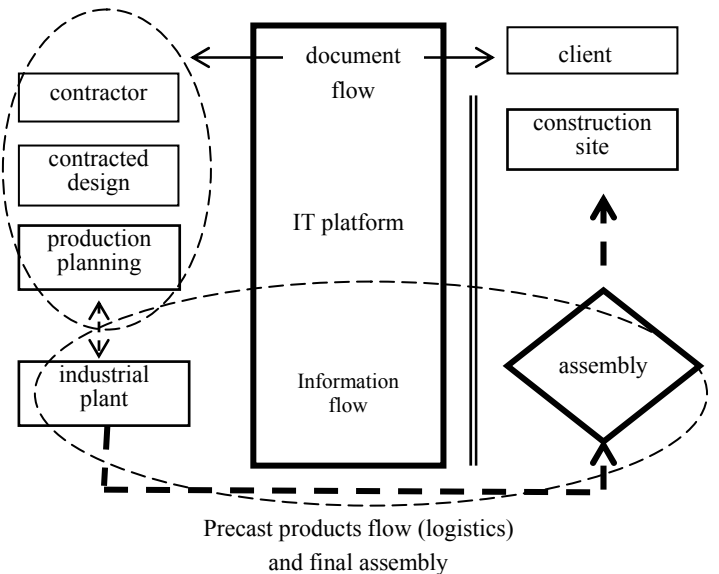 document
flow
client
contractor
construction
site
contracted
design
production
planning
IT platform
industrial
plant
Information
flow
assembly
Precast products flow (logistics)
and final assembly